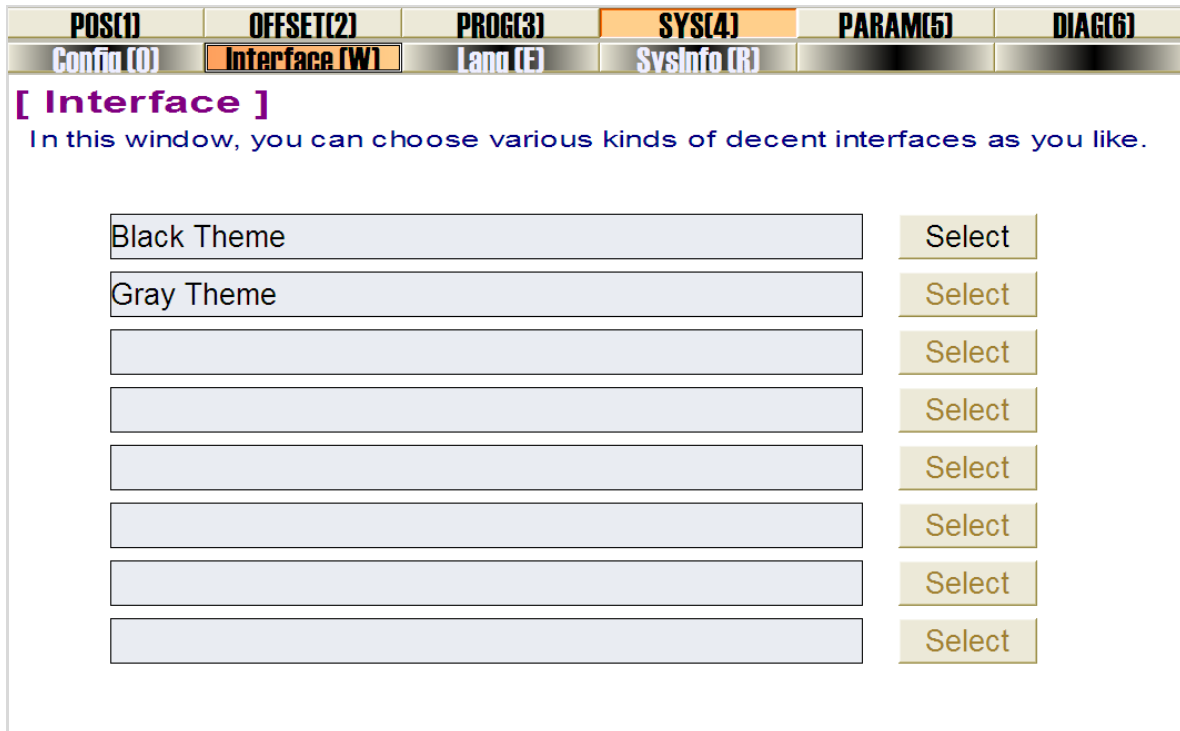 POS(1) OFFSET(2) PROG(3) SYS(4) PARAM(5) DIAG(6)
Config (Q) Interface (W) Lang (E) SysInfo (R)
[ Interface ]
In this window, you can choose various kinds of decent interfaces as you like.
Black Theme Select
Gray Theme Select
Select
Select
Select
Select
Select
Select